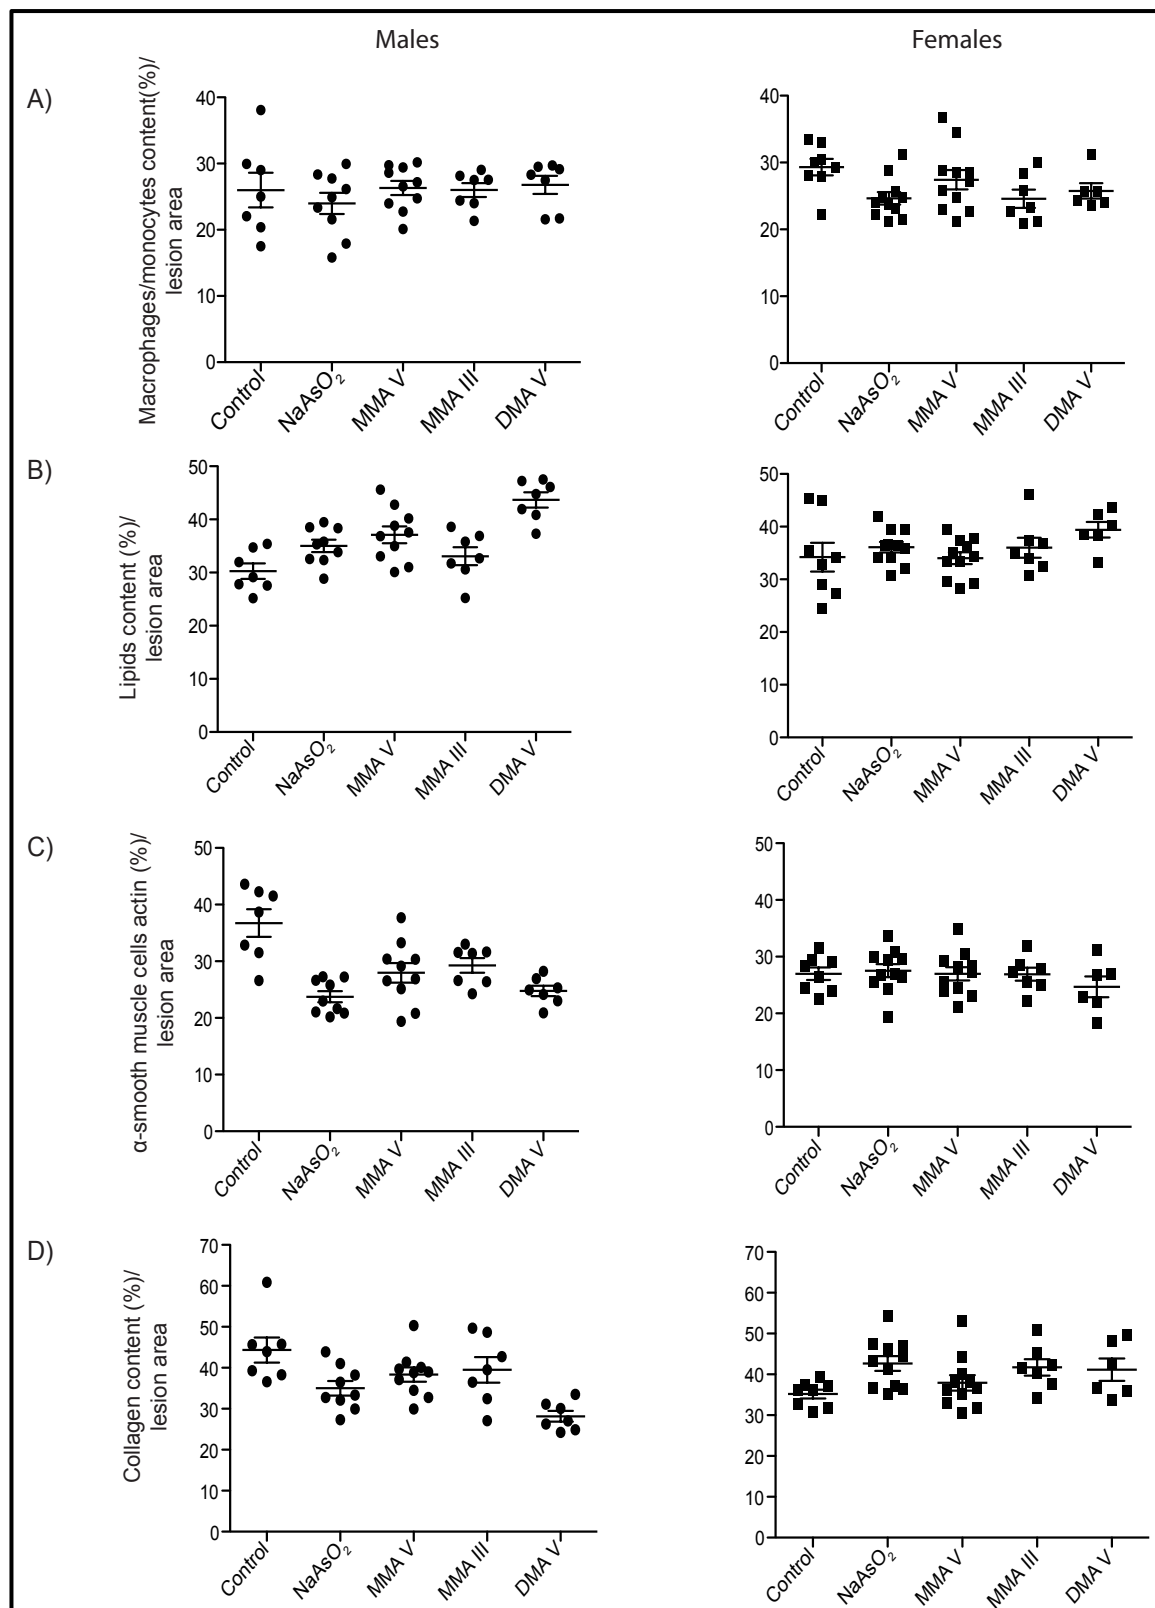 Males
Females
A)
Macrophages/monocytes content(%)/
lesion area
40
30
20
10
0
Control
NaAsO₂
MMA V
MMA III
DMA V
40
30
20
10
0
Control
NaAsO₂
MMA V
MMA III
DMA V
B)
Lipids content (%)/
lesion area
50
40
30
20
10
0
Control
NaAsO₂
MMA V
MMA III
DMA V
50
40
30
20
10
0
Control
NaAsO₂
MMA V
MMA III
DMA V
C)
α-smooth muscle cells actin (%)/
lesion area
50
40
30
20
10
0
Control
NaAsO₂
MMA V
MMA III
DMA V
50
40
30
20
10
0
Control
NaAsO₂
MMA V
MMA III
DMA V
D)
Collagen content (%)/
lesion area
70
60
50
40
30
20
10
0
Control
NaAsO₂
MMA V
MMA III
DMA V
70
60
50
40
30
20
10
0
Control
NaAsO₂
MMA V
MMA III
DMA V